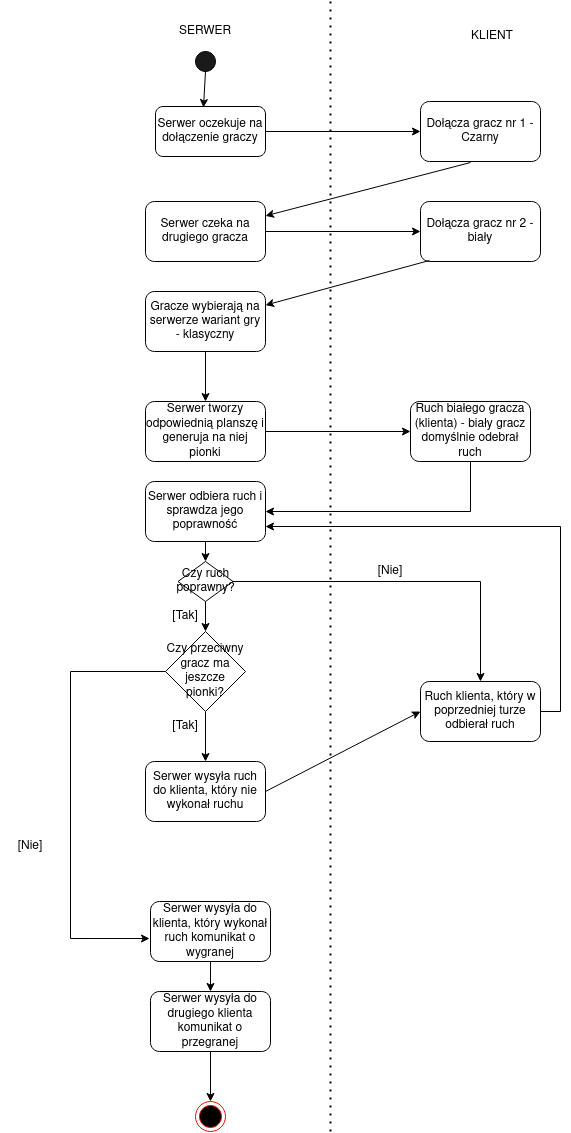 SERWER
KLIENT
Serwer oczekuje na
dołączenie graczy
Dołącza gracz nr 1 -
Czarny
Serwer czeka na
drugiego gracza
Dołącza gracz nr 2 -
biały
Gracze wybierają na
serwerze wariant gry
- klasyczny
Serwer tworzy
odpowiednią planszę i
generuja na niej
pionki
Ruch białego gracza
(klienta) - biały gracz
domyślnie odebrał
ruch
Serwer odbiera ruch i
sprawdza jego
poprawność
Czy ruch
poprawny?
[Nie]
[Tak]
Czy przeciwny
gracz ma
jeszcze
pionki?
Ruch klienta, który w
poprzedniej turze
odbierał ruch
[Tak]
Serwer wysyła ruch
do klienta, który nie
wykonał ruchu
[Nie]
Serwer wysyła do
klienta, który wykonał
ruch komunikat o
wygranej
Serwer wysyła do
drugiego klienta
komunikat o
przegranej